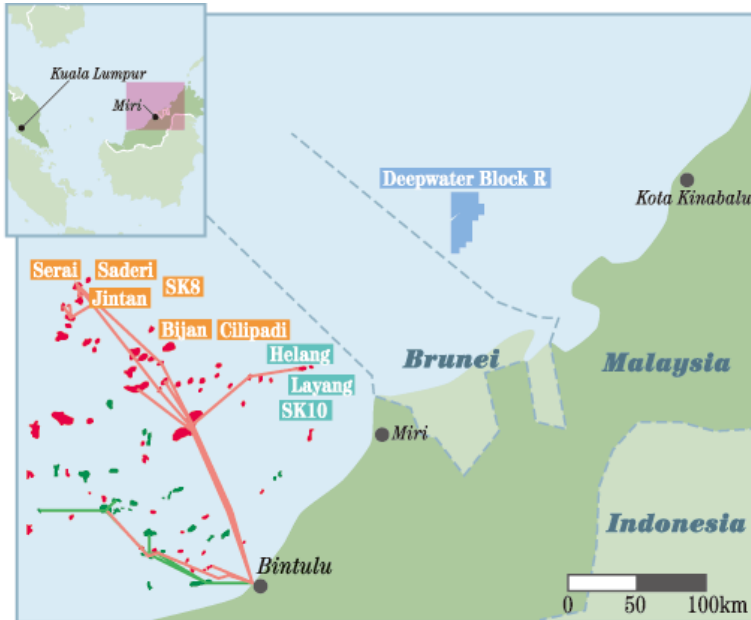 Kuala Lumpur
Miri
Deepwater Block R
Kota Kinabalu
Serai
Saderi
SK8
Jintan
Bijan
Cilipadi
Helang
Layang
SK10
Brunei
Malaysia
Miri
Indonesia
Bintulu
0 50 100km